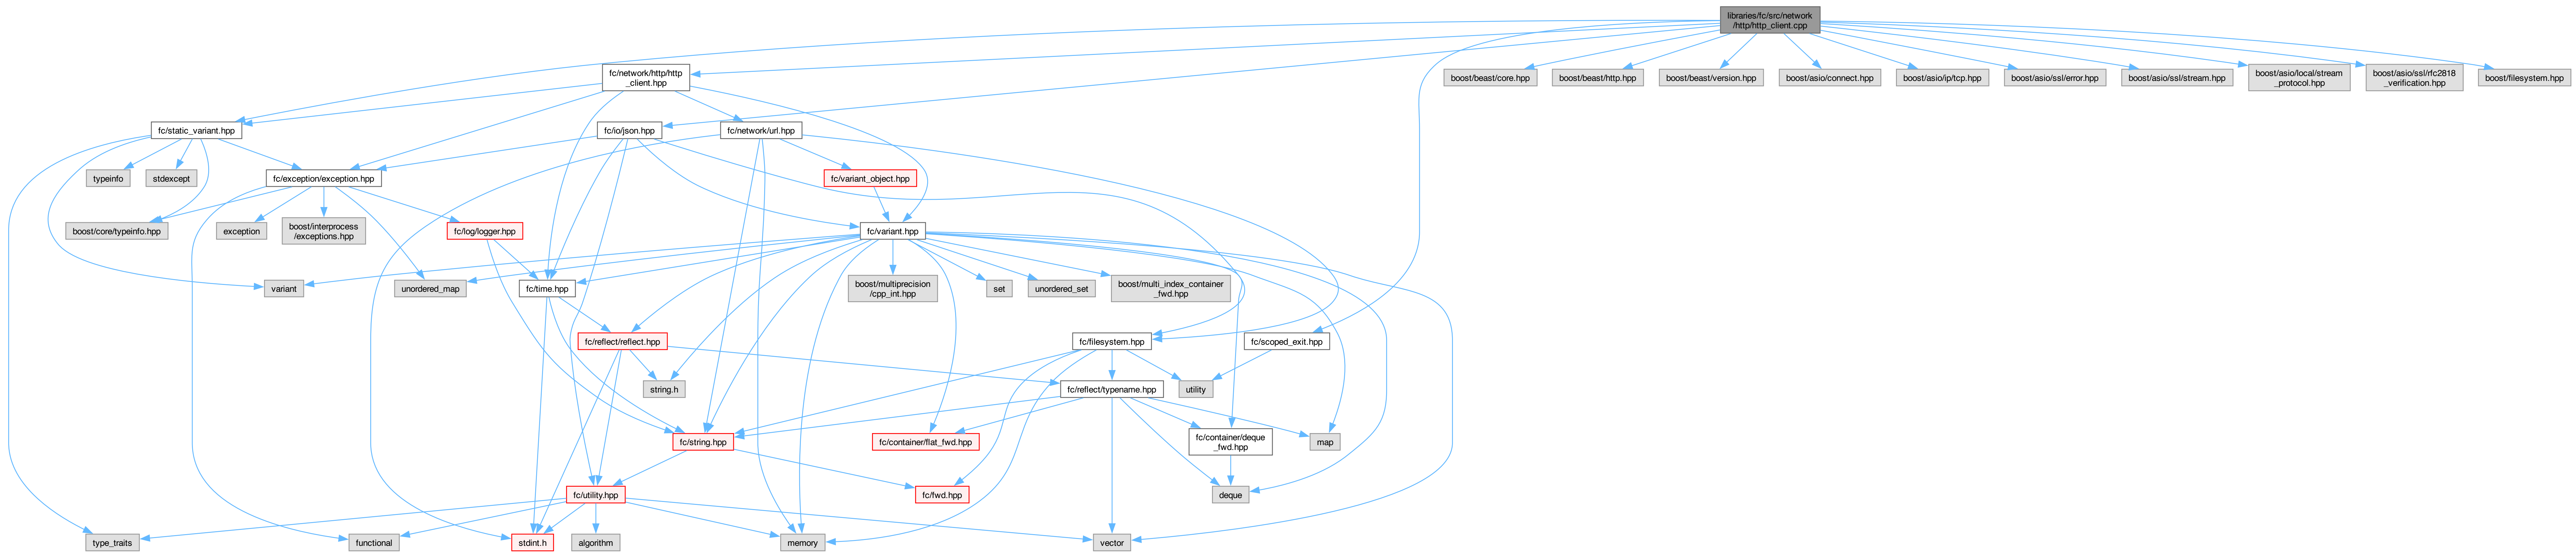 libraries/fc/src/network
/http/http_client.cpp
fc/network/http/http
_client.hpp
boost/beast/core.hpp
boost/beast/http.hpp
boost/beast/version.hpp
boost/asio/connect.hpp
boost/asio/ip/tcp.hpp
boost/asio/ssl/error.hpp
boost/asio/ssl/stream.hpp
boost/asio/local/stream
_protocol.hpp
boost/asio/ssl/rfc2818
_verification.hpp
boost/filesystem.hpp
fc/static_variant.hpp
fc/io/json.hpp
fc/network/url.hpp
typeinfo
stdexcept
fc/exception/exception.hpp
fc/variant_object.hpp
boost/core/typeinfo.hpp
exception
boost/interprocess
/exceptions.hpp
fc/log/logger.hpp
fc/variant.hpp
variant
unordered_map
fc/time.hpp
boost/multiprecision
/cpp_int.hpp
set
unordered_set
boost/multi_index_container
_fwd.hpp
fc/reflect/reflect.hpp
fc/filesystem.hpp
fc/scoped_exit.hpp
string.h
fc/reflect/typename.hpp
utility
fc/string.hpp
fc/container/flat_fwd.hpp
fc/container/deque
_fwd.hpp
map
fc/utility.hpp
fc/fwd.hpp
deque
type_traits
functional
stdint.h
algorithm
memory
vector